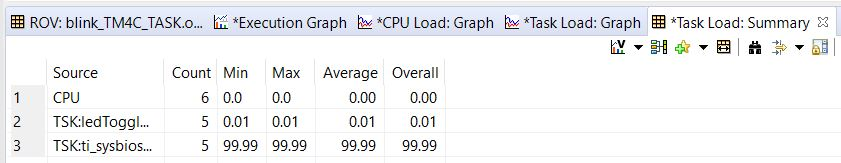 ROV: blink_TM4C_TASK.o... *Execution Graph *CPU Load: Graph *Task Load: Graph *Task Load: Summary
Source Count Min Max Average Overall
1 CPU 6 0.0 0.0 0.00 0.00
2 TSK:ledToggl... 5 0.01 0.01 0.01 0.01
3 TSK:ti_sysbios... 5 99.99 99.99 99.99 99.99